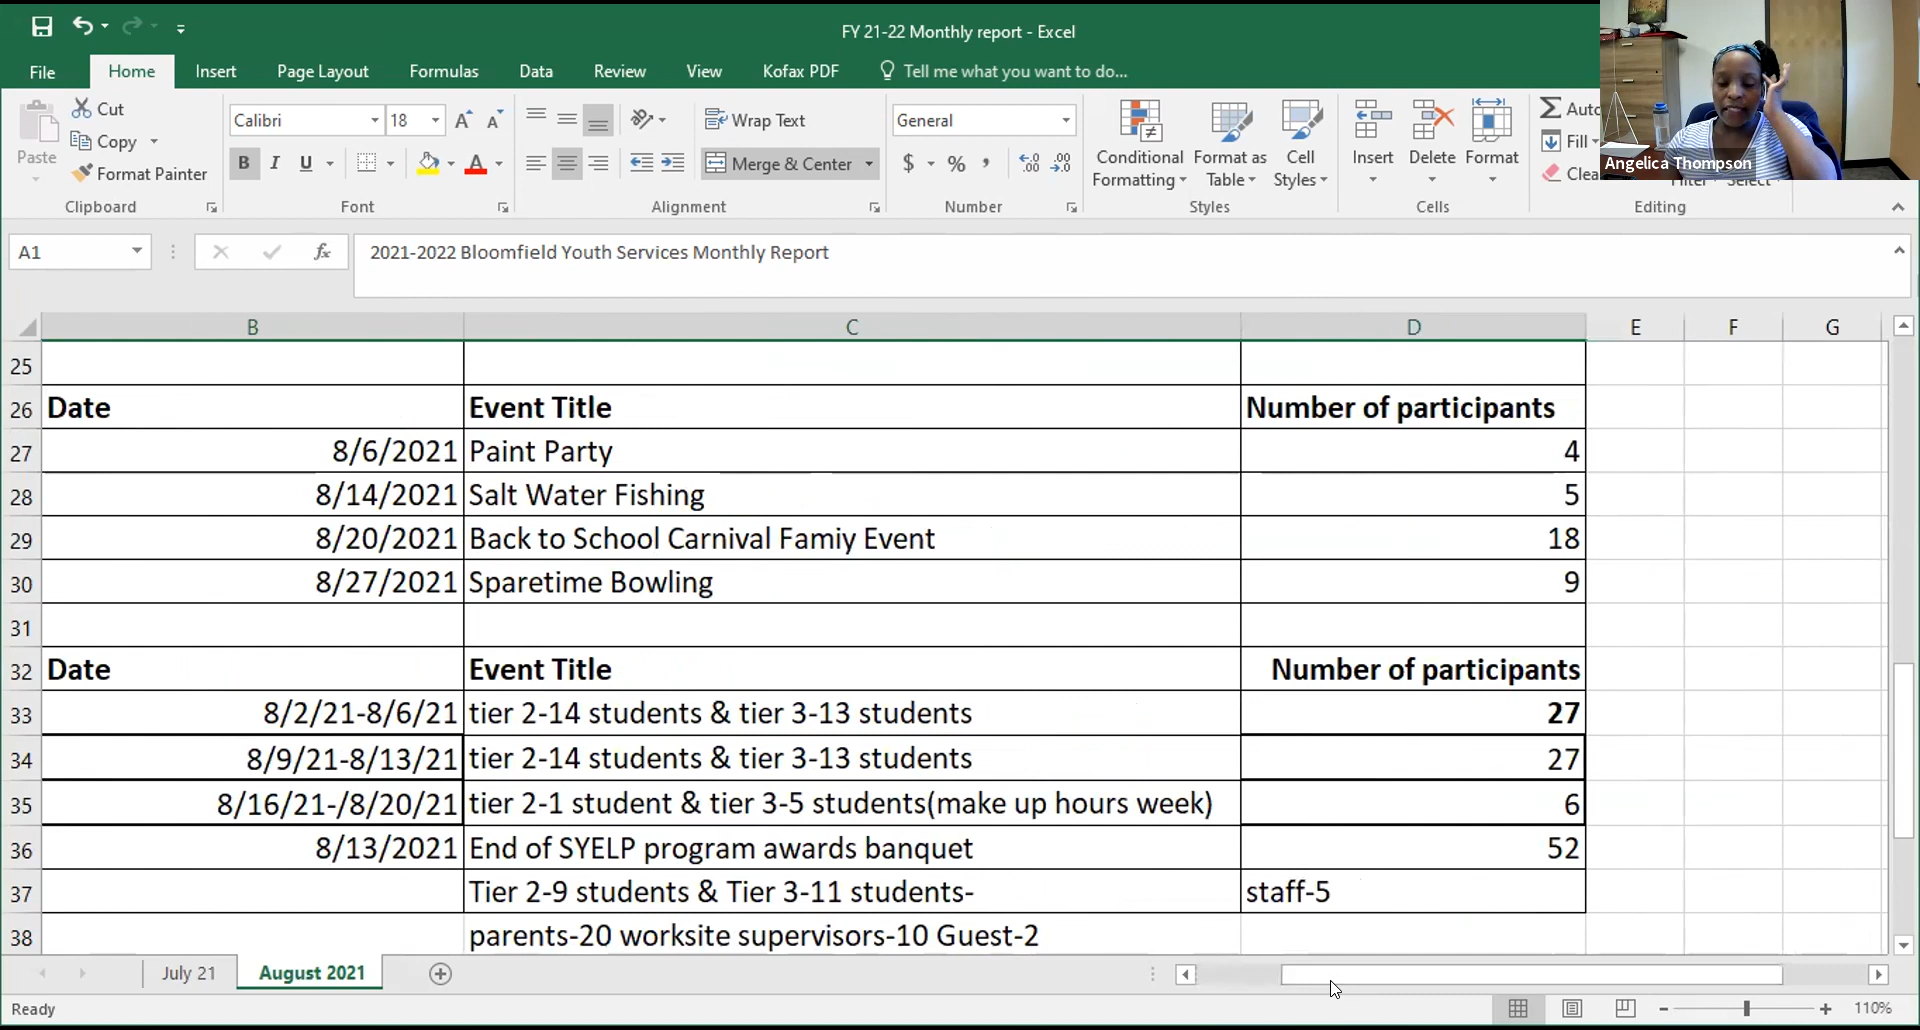 FY 21-22 Monthly report - Excel
File Home Insert Page Layout Formulas Data Review View Kofax PDF Tell me what you want to do...
Paste
Cut
Copy
Format Painter
Clipboard
Calibri 18 A A
B I U A
Font
Wrap Text
Merge & Center
Alignment
General
$ % , .0 .00
Number
Conditional Formatting
Format as Table
Cell Styles
Styles
Insert Delete Format
Cells
Auto
Fill
Clea
Editing
Angelica Thompson
A1 fx 2021-2022 Bloomfield Youth Services Monthly Report
B C D E F G
25
26 Date Event Title Number of participants
27 8/6/2021 Paint Party 4
28 8/14/2021 Salt Water Fishing 5
29 8/20/2021 Back to School Carnival Famiy Event 18
30 8/27/2021 Sparetime Bowling 9
31
32 Date Event Title Number of participants
33 8/2/21-8/6/21 tier 2-14 students & tier 3-13 students 27
34 8/9/21-8/13/21 tier 2-14 students & tier 3-13 students 27
35 8/16/21-/8/20/21 tier 2-1 student & tier 3-5 students(make up hours week) 6
36 8/13/2021 End of SYELP program awards banquet 52
37 Tier 2-9 students & Tier 3-11 students- staff-5
38 parents-20 worksite supervisors-10 Guest-2
July 21 August 2021
Ready 110%